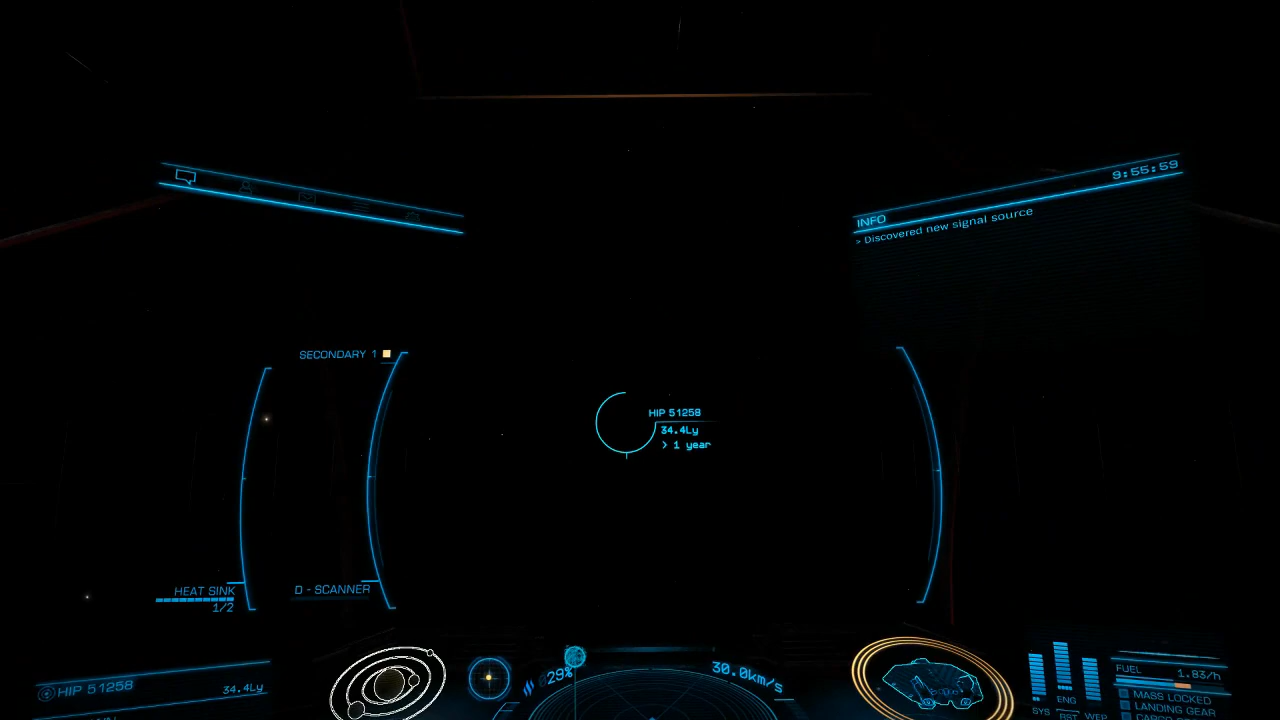 9:55:59
INFO
> Discovered new signal source
SECONDARY 1
HIP 51258
34.4Ly
> 1 year
HEAT SINK
1/2
D - SCANNER
HIP 51258
34.4Ly
29%
30.0km/s
SYS
ENG
BST
WEP
FUEL
1.83/h
MASS LOCKED
LANDING GEAR